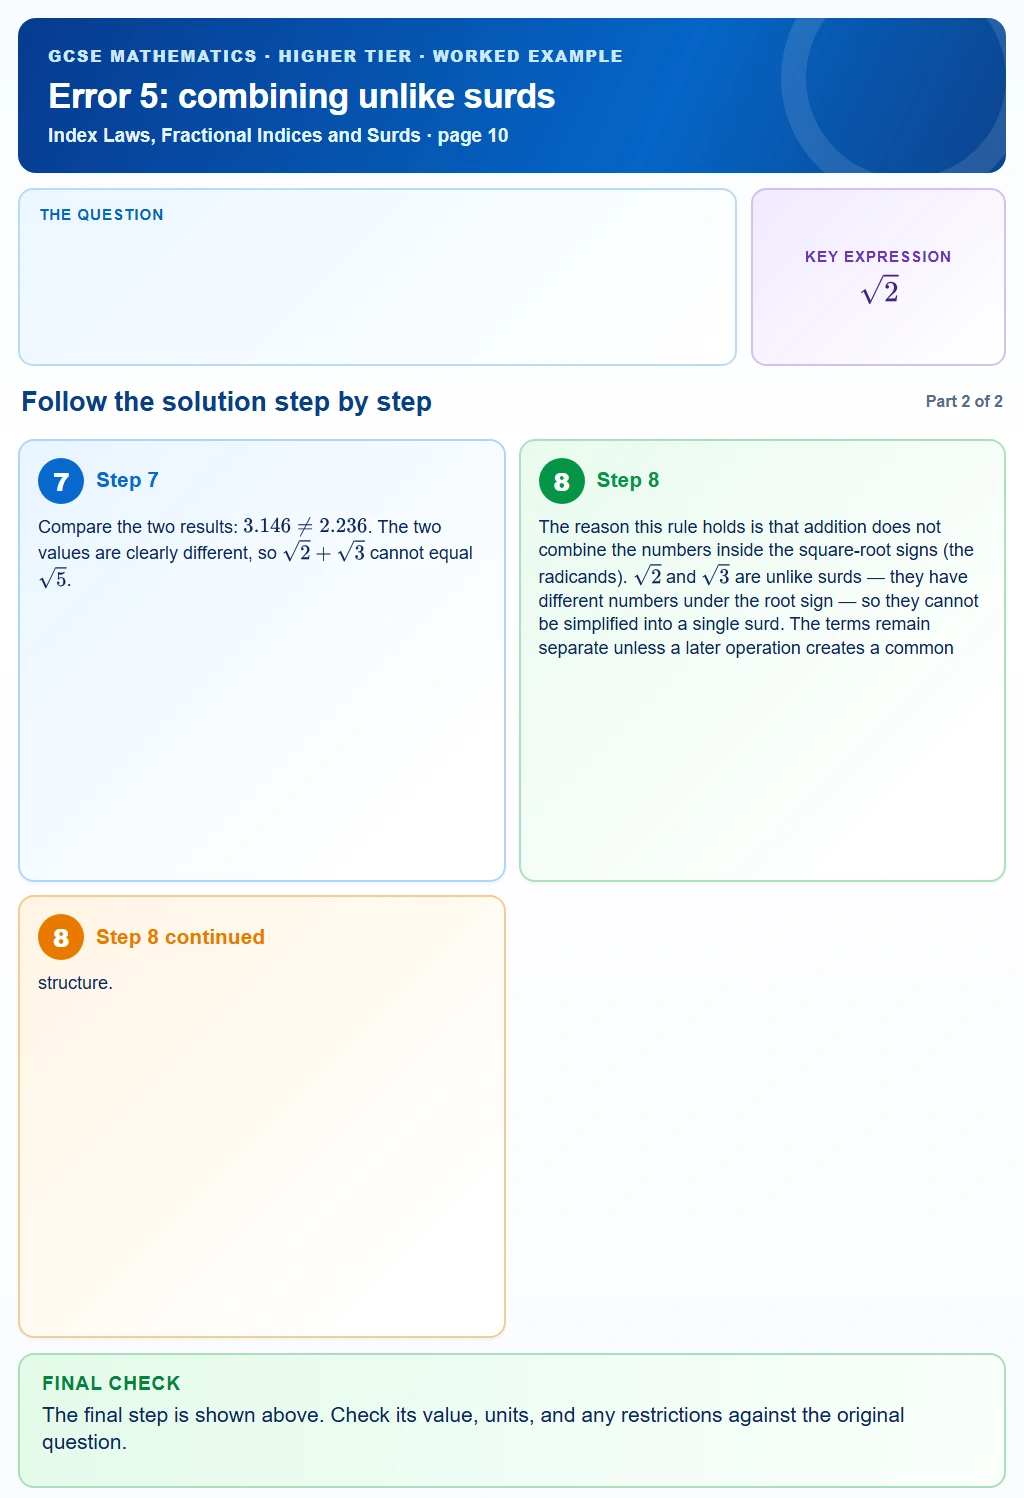 GCSE MATHEMATICS · HIGHER TIER · WORKED EXAMPLE
Error 5: combining unlike surds
Index Laws, Fractional Indices and Surds · page 10
THE QUESTION
KEY EXPRESSION
√2
Follow the solution step by step
Part 2 of 2
7 Step 7
Compare the two results: 3.146 ≠ 2.236. The two
values are clearly different, so √2 + √3 cannot equal
√5.
8 Step 8
The reason this rule holds is that addition does not
combine the numbers inside the square-root signs (the
radicands). √2 and √3 are unlike surds — they have
different numbers under the root sign — so they cannot
be simplified into a single surd. The terms remain
separate unless a later operation creates a common
8 Step 8 continued
structure.
FINAL CHECK
The final step is shown above. Check its value, units, and any restrictions against the original
question.